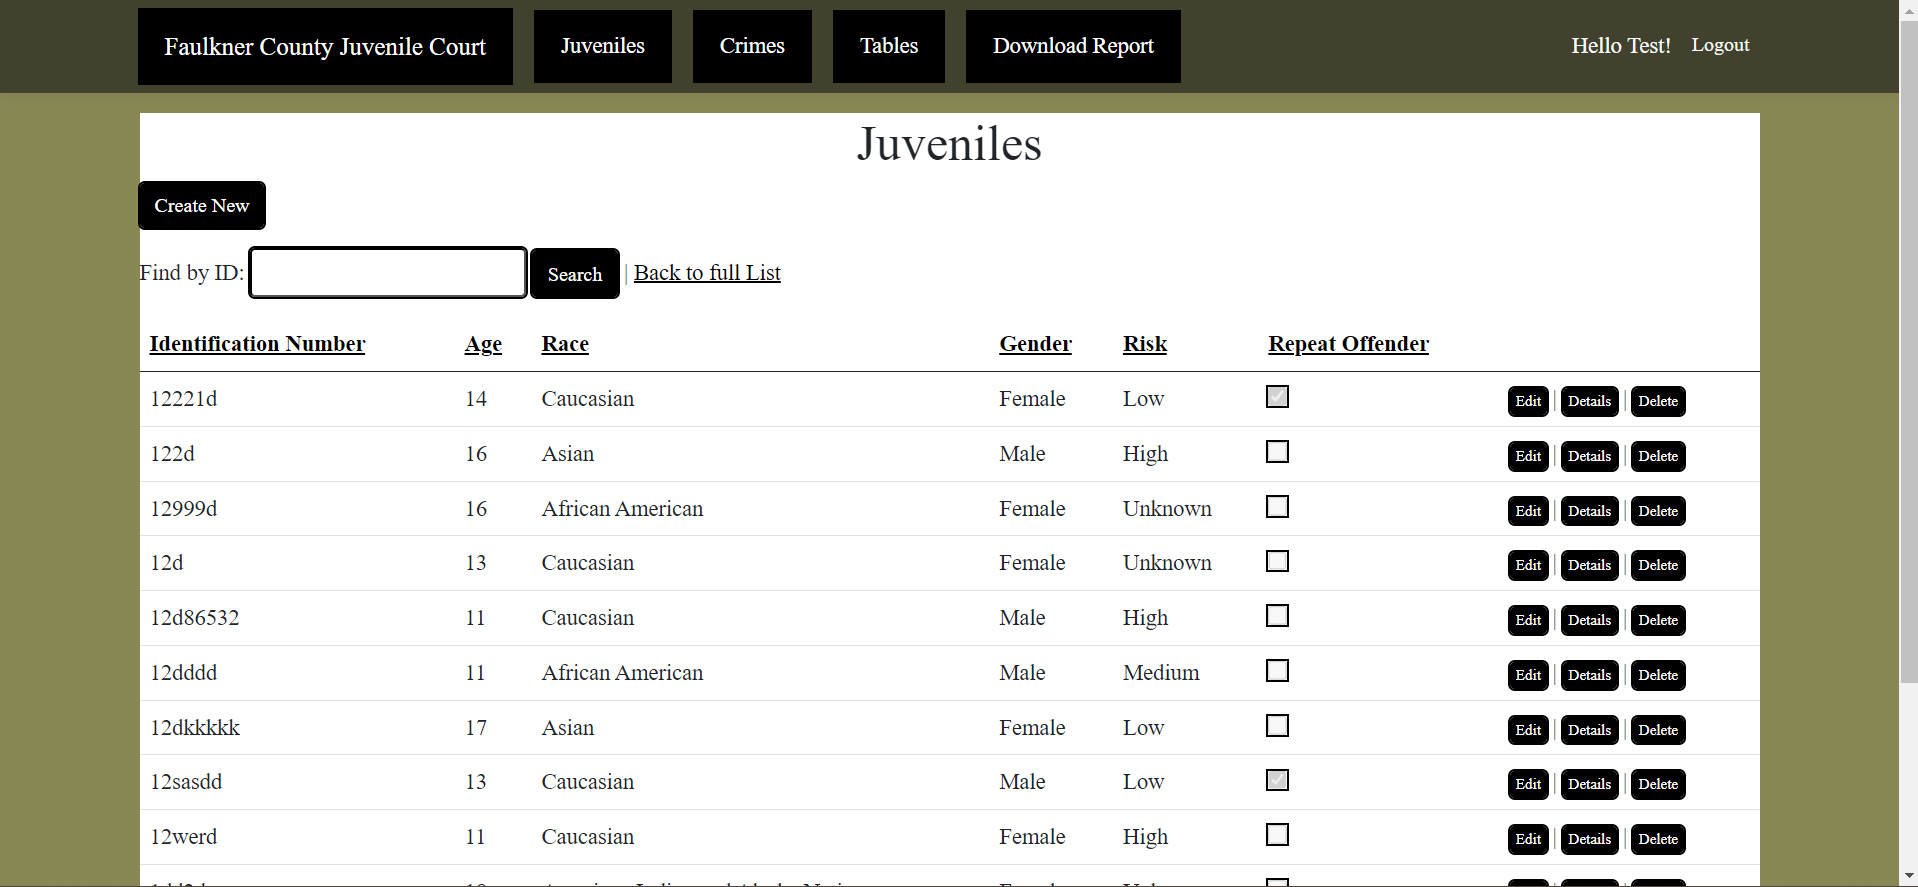 Faulkner County Juvenile Court Juveniles Crimes Tables Download Report Hello Test! Logout
Juveniles
Create New
Find by ID: Search | Back to full List
Identification Number Age Race Gender Risk Repeat Offender
12221d 14 Caucasian Female Low Edit | Details | Delete
122d 16 Asian Male High Edit | Details | Delete
12999d 16 African American Female Unknown Edit | Details | Delete
12d 13 Caucasian Female Unknown Edit | Details | Delete
12d86532 11 Caucasian Male High Edit | Details | Delete
12dddd 11 African American Male Medium Edit | Details | Delete
12dkkkkk 17 Asian Female Low Edit | Details | Delete
12sasdd 13 Caucasian Male Low Edit | Details | Delete
12werd 11 Caucasian Female High Edit | Details | Delete